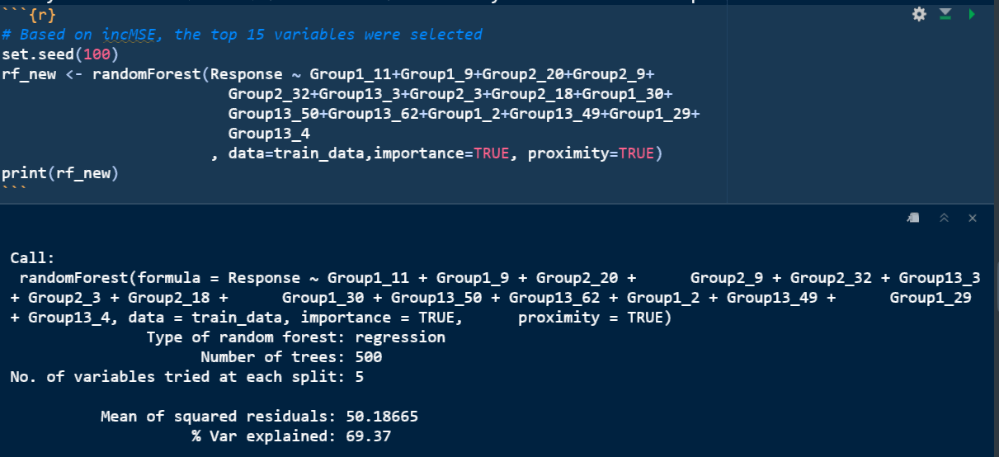 ```{r}
# Based on incMSE, the top 15 variables were selected
set.seed(100)
rf_new <- randomForest(Response ~ Group1_11+Group1_9+Group2_20+Group2_9+
                         Group2_32+Group13_3+Group2_3+Group2_18+Group1_30+
                         Group13_50+Group13_62+Group1_2+Group13_49+Group1_29+
                         Group13_4
                       , data=train_data,importance=TRUE, proximity=TRUE)
print(rf_new)
```
Call:
 randomForest(formula = Response ~ Group1_11 + Group1_9 + Group2_20 +      Group2_9 + Group2_32 + Group13_3
+ Group2_3 + Group2_18 +      Group1_30 + Group13_50 + Group13_62 + Group1_2 + Group13_49 +      Group1_29
+ Group13_4, data = train_data, importance = TRUE,      proximity = TRUE)
               Type of random forest: regression
                     Number of trees: 500
No. of variables tried at each split: 5
          Mean of squared residuals: 50.18665
                    % Var explained: 69.37